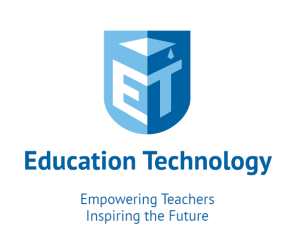 ET
Education Technology
Empowering Teachers
Inspiring the Future